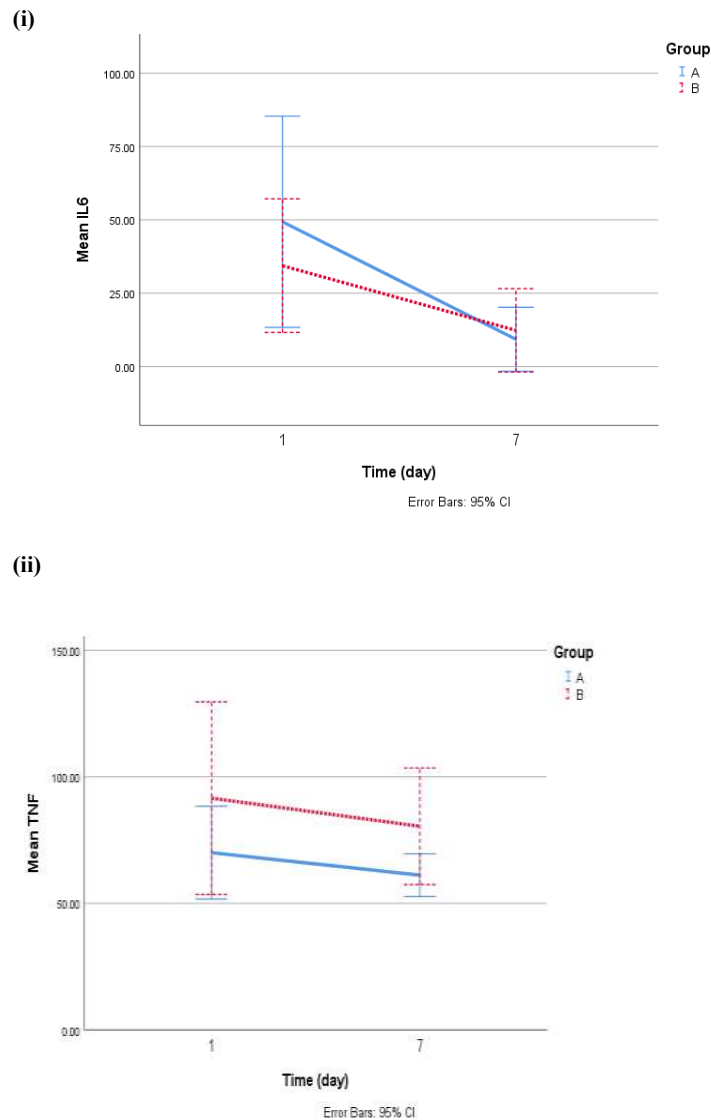 (i)
Group
A
B
100.00
75.00
50.00
25.00
0.00
Mean IL6
1 7
Time (day)
Error Bars: 95% CI
(ii)
Group
A
B
150.00
100.00
50.00
0.00
Mean TNF
1 7
Time (day)
Error Bars: 95% CI